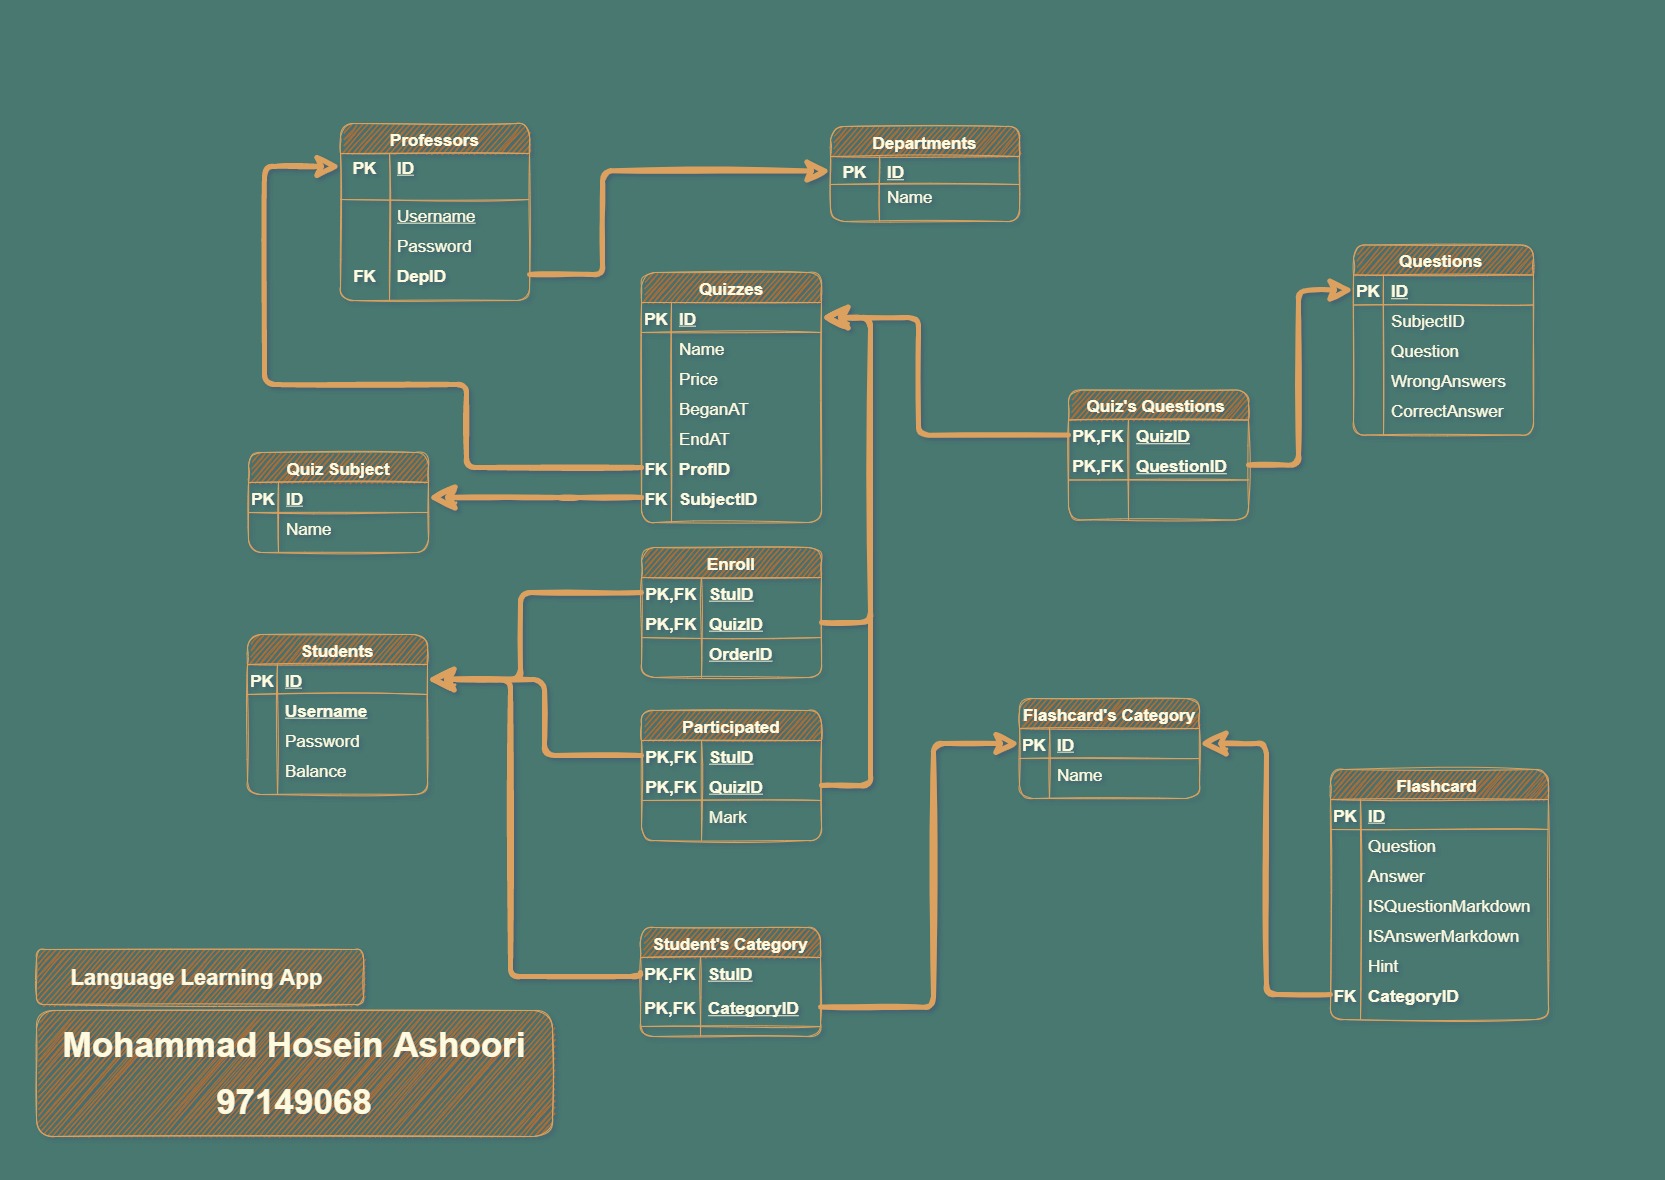 Professors
PK ID
Username
Password
FK DepID
Departments
PK ID
Name
Quizzes
PK ID
Name
Price
BeganAT
EndAT
FK ProfID
FK SubjectID
Questions
PK ID
SubjectID
Question
WrongAnswers
CorrectAnswer
Quiz's Questions
PK,FK QuizID
PK,FK QuestionID
Quiz Subject
PK ID
Name
Enroll
PK,FK StuID
PK,FK QuizID
OrderID
Students
PK ID
Username
Password
Balance
Participated
PK,FK StuID
PK,FK QuizID
Mark
Flashcard's Category
PK ID
Name
Flashcard
PK ID
Question
Answer
ISQuestionMarkdown
ISAnswerMarkdown
Hint
FK CategoryID
Student's Category
PK,FK StuID
PK,FK CategoryID
Language Learning App
Mohammad Hosein Ashoori
97149068